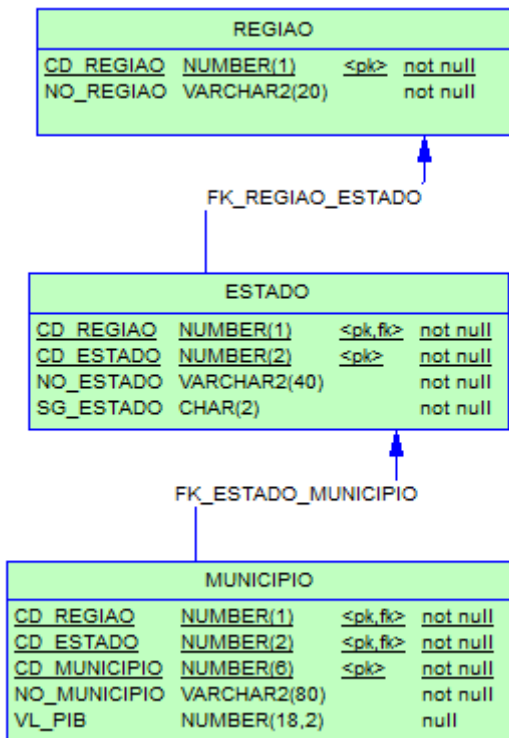 REGIAO
CD_REGIAO NUMBER(1) <pk> not null
NO_REGIAO VARCHAR2(20) not null
FK_REGIAO_ESTADO
ESTADO
CD_REGIAO NUMBER(1) <pk,fk> not null
CD_ESTADO NUMBER(2) <pk> not null
NO_ESTADO VARCHAR2(40) not null
SG_ESTADO CHAR(2) not null
FK_ESTADO_MUNICIPIO
MUNICIPIO
CD_REGIAO NUMBER(1) <pk,fk> not null
CD_ESTADO NUMBER(2) <pk,fk> not null
CD_MUNICIPIO NUMBER(6) <pk> not null
NO_MUNICIPIO VARCHAR2(80) not null
VL_PIB NUMBER(18,2) null